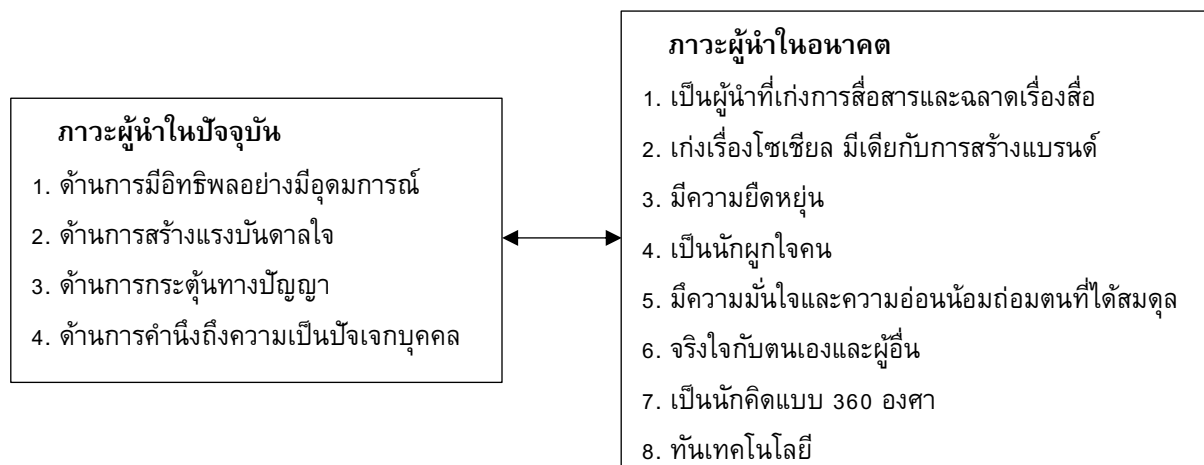 ภาวะผู้นำในปัจจุบัน
1. ด้านการมีอิทธิพลอย่างมีอุดมการณ์
2. ด้านการสร้างแรงบันดาลใจ
3. ด้านการกระตุ้นทางปัญญา
4. ด้านการคำนึงถึงความเป็นปัจเจกบุคคล
ภาวะผู้นำในอนาคต
1. เป็นผู้นำที่เก่งการสื่อสารและฉลาดเรื่องสื่อ
2. เก่งเรื่องโซเชียล มีเดียกับการสร้างแบรนด์
3. มีความยืดหยุ่น
4. เป็นนักผูกใจคน
5. มีความมั่นใจและความอ่อนน้อมถ่อมตนที่ได้สมดุล
6. จริงใจกับตนเองและผู้อื่น
7. เป็นนักคิดแบบ 360 องศา
8. ทันเทคโนโลยี